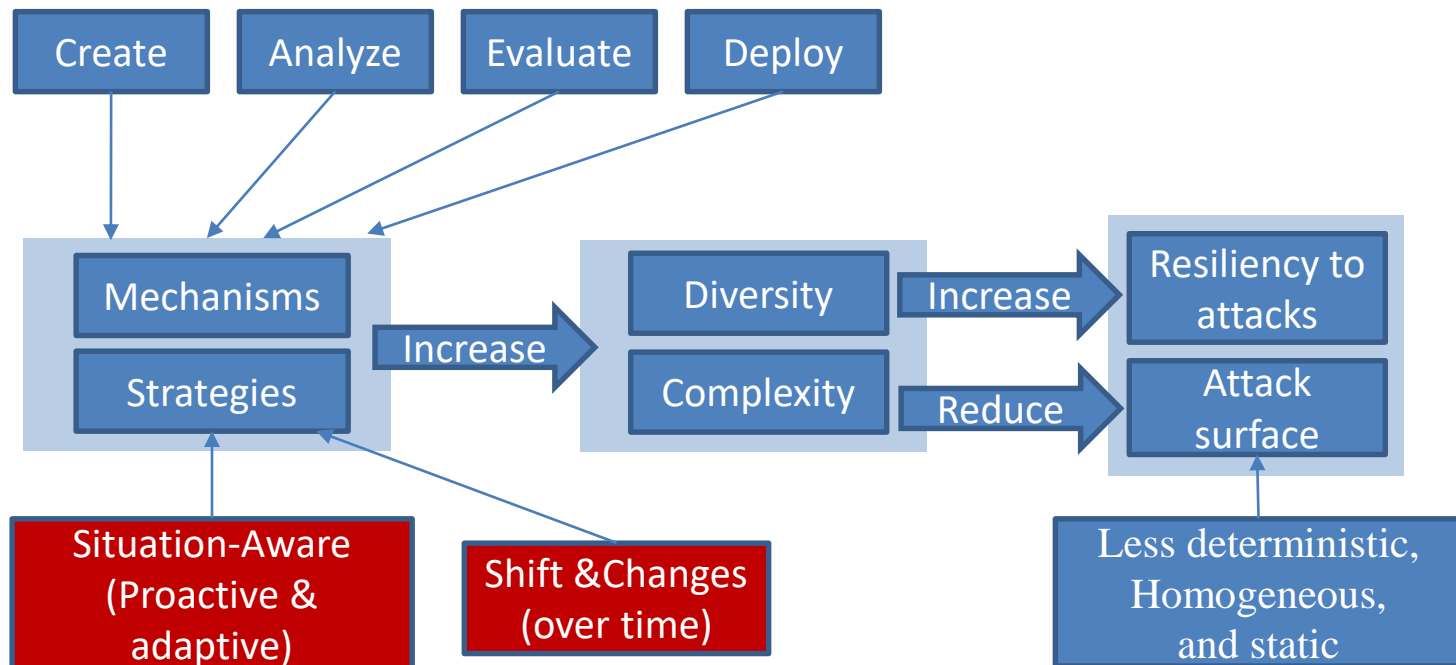 Create
Analyze
Evaluate
Deploy
Mechanisms
Strategies
Increase
Diversity
Complexity
Increase
Reduce
Resiliency to
attacks
Attack
surface
Situation-Aware
(Proactive &
adaptive)
Shift &Changes
(over time)
Less deterministic,
Homogeneous,
and static